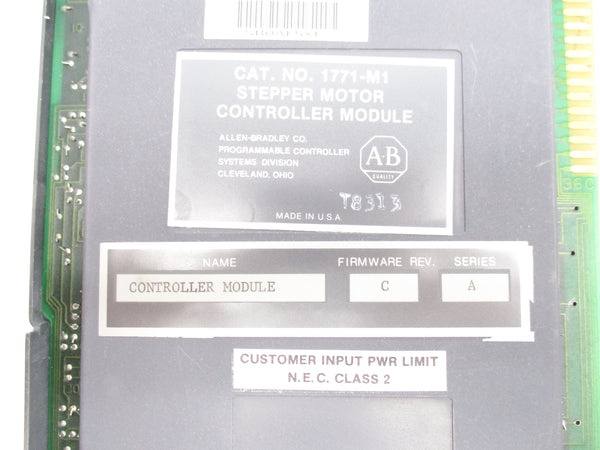 CAT. NO. 1771-M1
STEPPER MOTOR
CONTROLLER MODULE
ALLEN-BRADLEY CO.
PROGRAMMABLE CONTROLLER
SYSTEMS DIVISION
CLEVELAND, OHIO
A-B
QUALITY
T8313
MADE IN U.S.A
NAME
FIRMWARE REV.
SERIES
CONTROLLER MODULE
C
A
CUSTOMER INPUT PWR LIMIT
N.E.C. CLASS 2